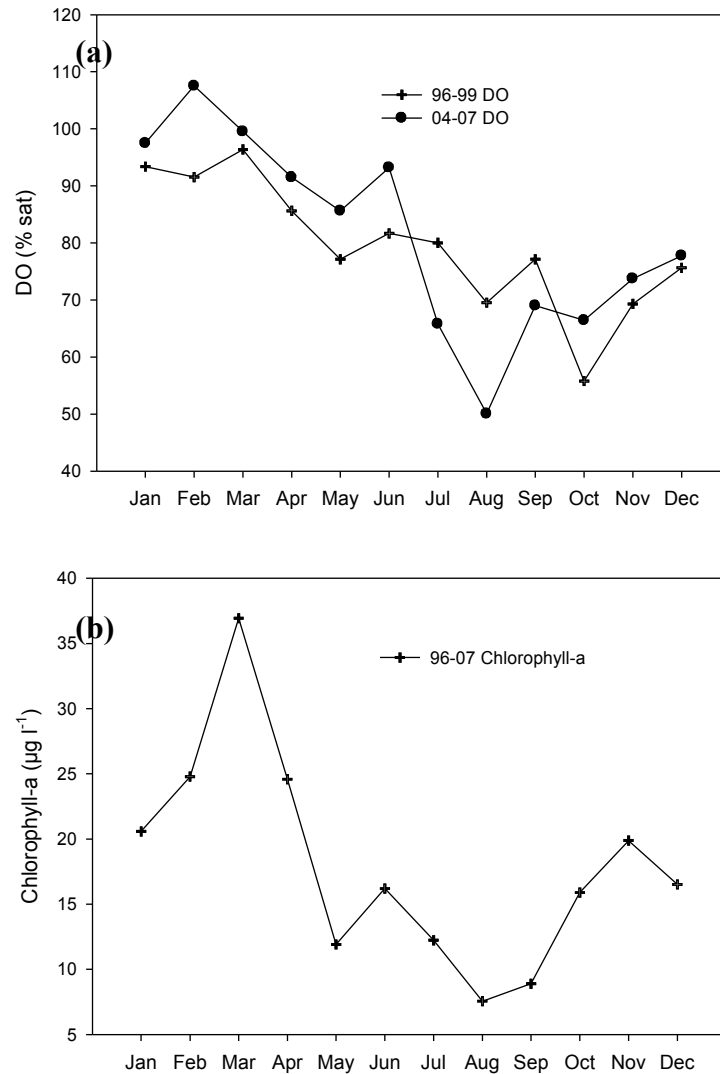 (a)
120
110
100
90
80
70
60
50
40
DO (% sat)
96-99 DO
04-07 DO
Jan Feb Mar Apr May Jun Jul Aug Sep Oct Nov Dec
(b)
40
35
30
25
20
15
10
5
Chlorophyll-a (µg l⁻¹)
96-07 Chlorophyll-a
Jan Feb Mar Apr May Jun Jul Aug Sep Oct Nov Dec